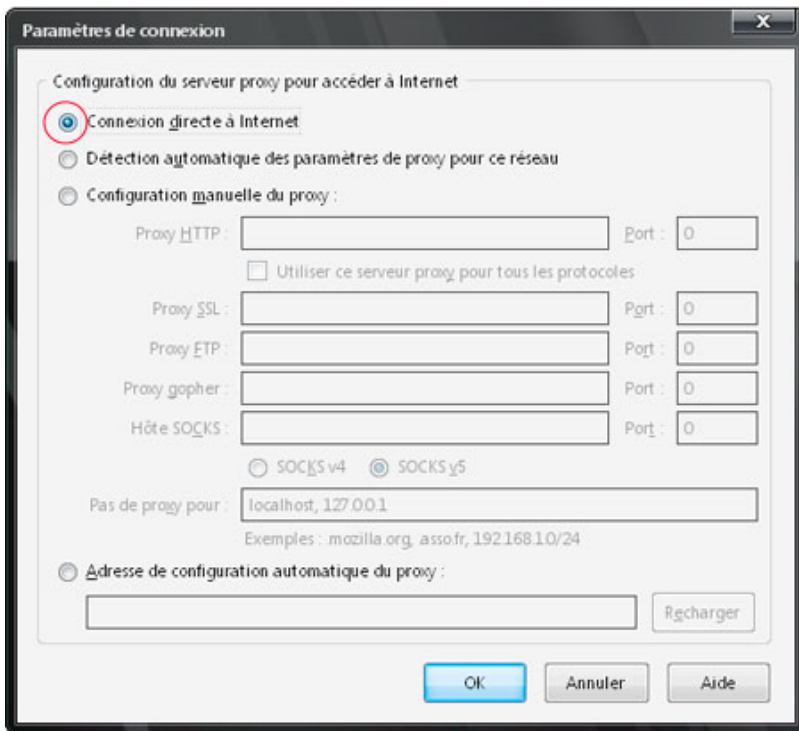 Paramètres de connexion
X
Configuration du serveur proxy pour accéder à Internet
Connexion directe à Internet
Détection automatique des paramètres de proxy pour ce réseau
Configuration manuelle du proxy :
Proxy HTTP : Port : 0
Utiliser ce serveur proxy pour tous les protocoles
Proxy SSL : Port : 0
Proxy FTP : Port : 0
Proxy gopher : Port : 0
Hôte SOCKS : Port : 0
SOCKS v4 SOCKS v5
Pas de proxy pour : localhost, 127.0.0.1
Exemples : .mozilla.org, .asso.fr, 192.168.1.0/24
Adresse de configuration automatique du proxy :
Recharger
OK Annuler Aide